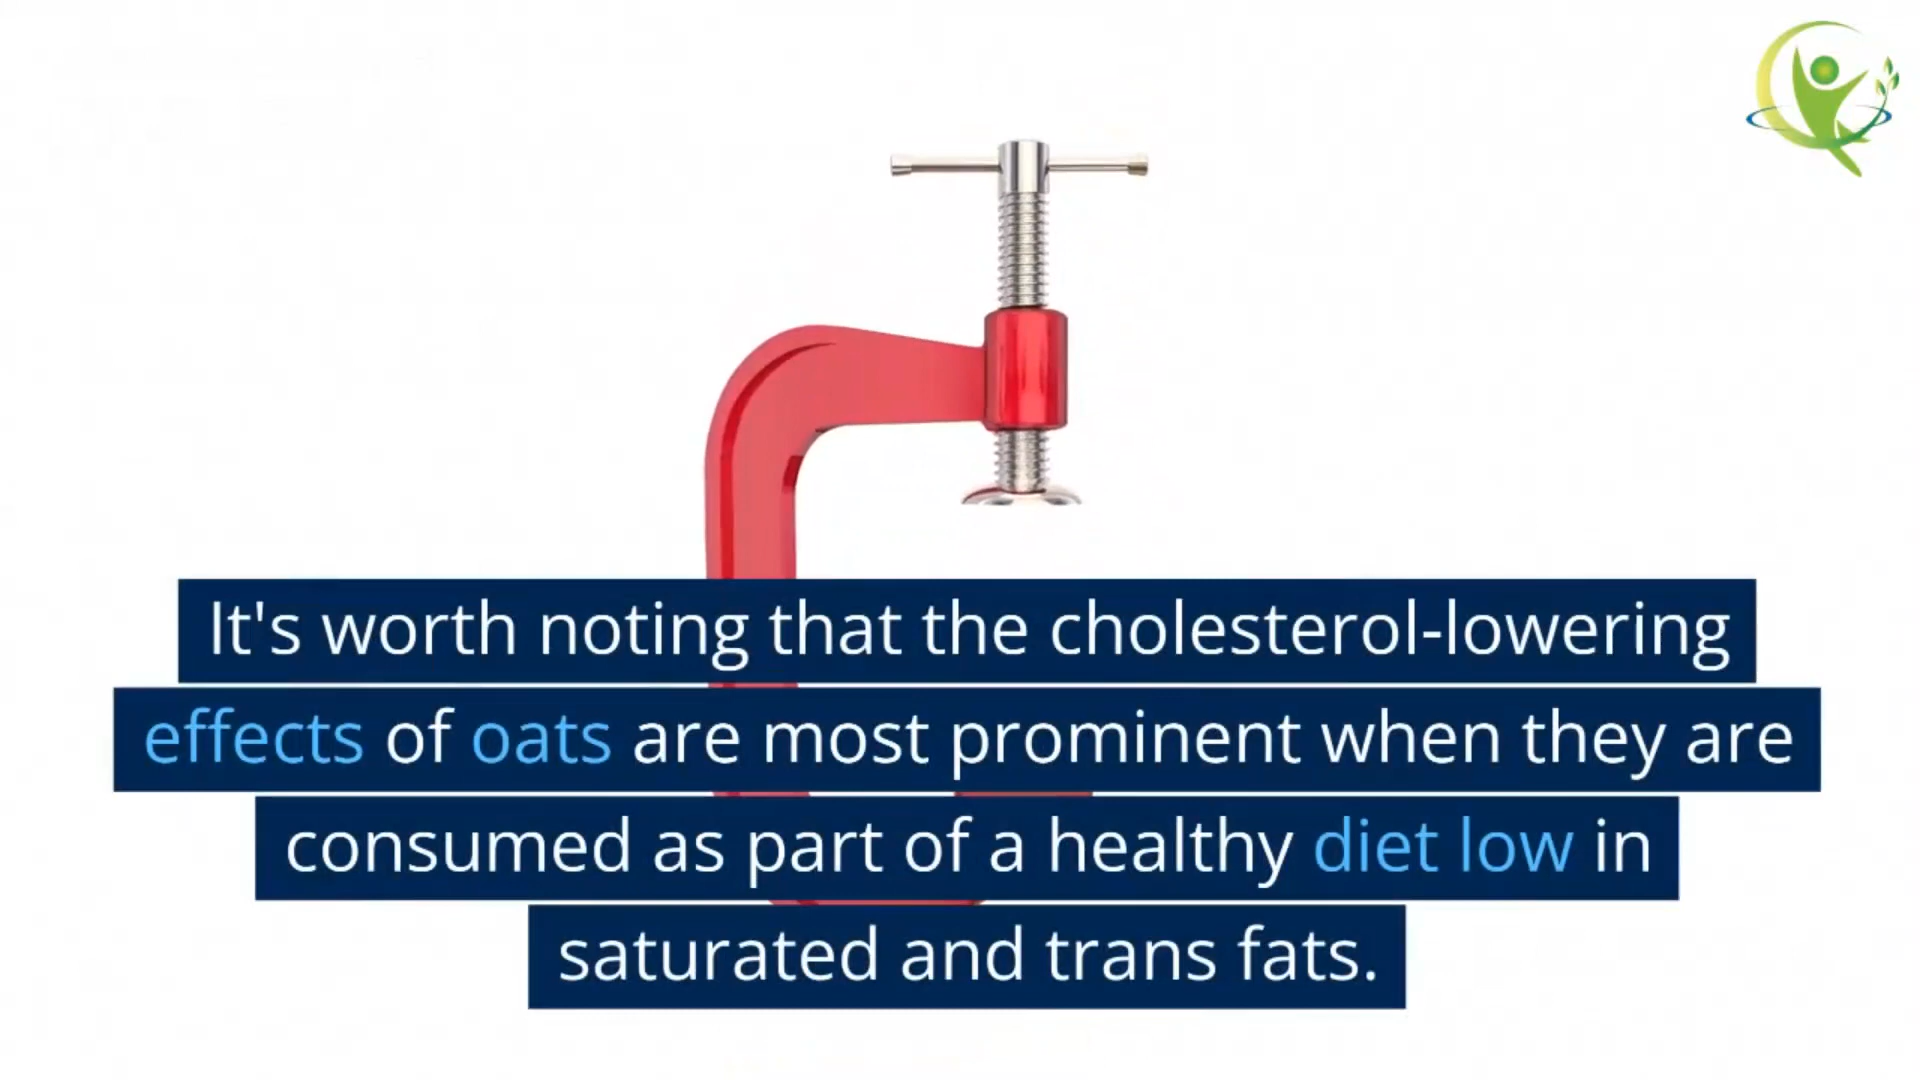 It's worth noting that the cholesterol-lowering
effects of oats are most prominent when they are
consumed as part of a healthy diet low in
saturated and trans fats.